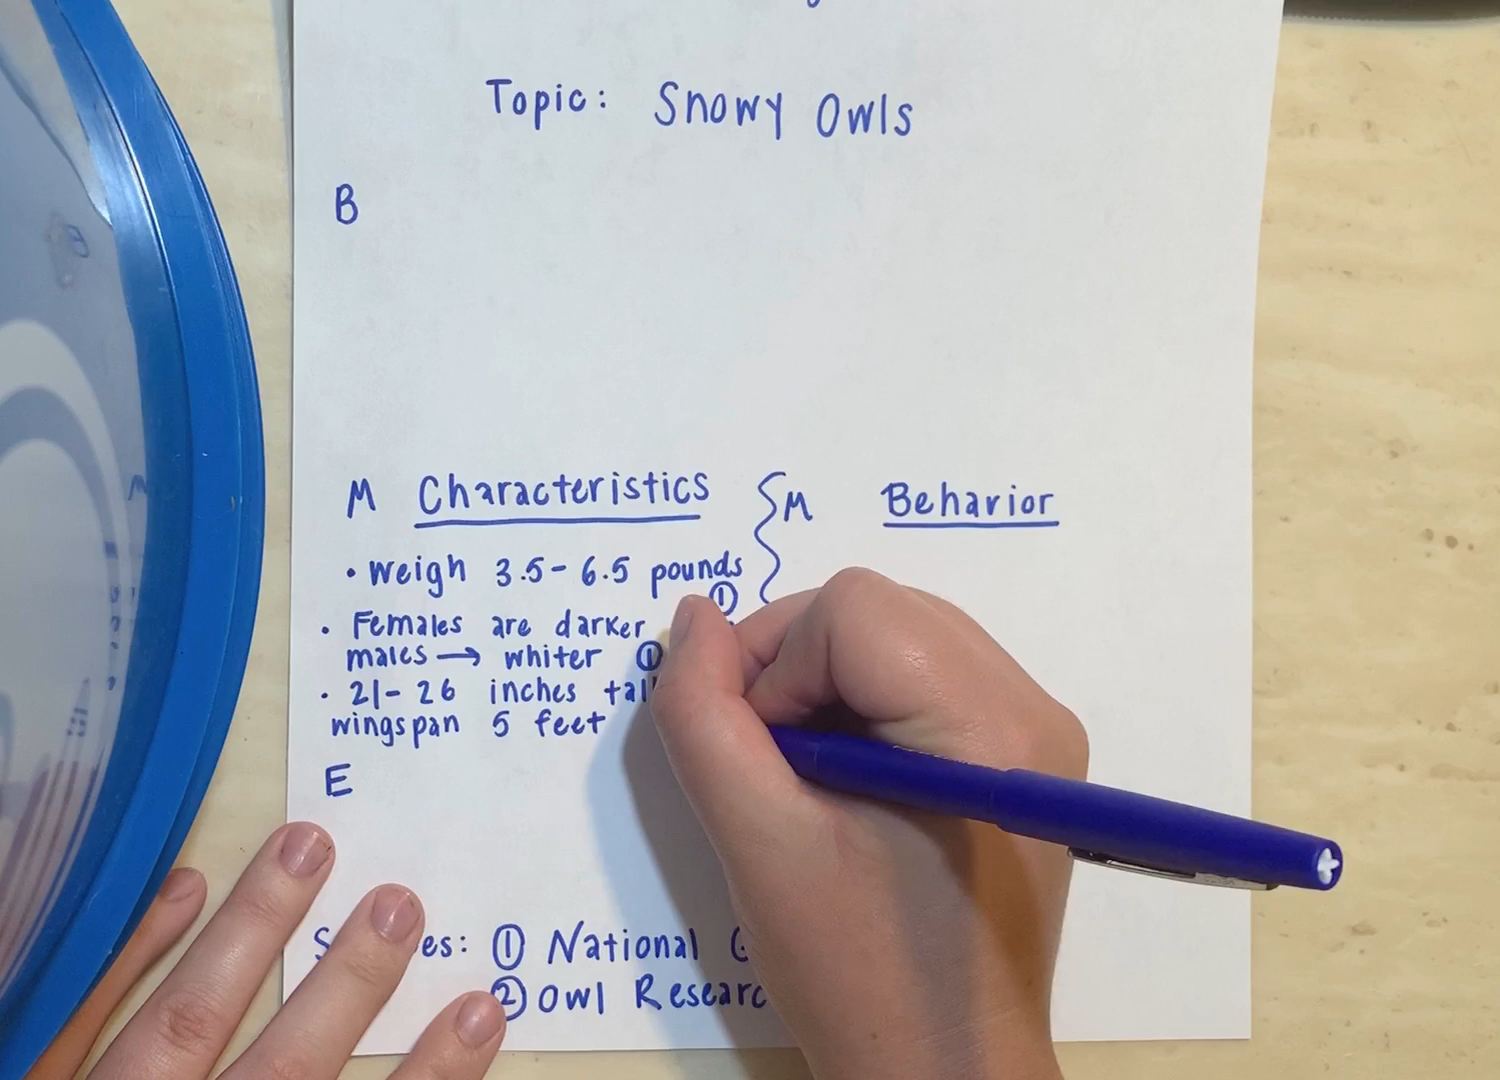 Topic: Snowy Owls
B
M Characteristics
M Behavior
• weigh 3.5-6.5 pounds
①
• Females are darker
males → whiter ①
• 21-26 inches tall
wingspan 5 feet
E
① National
② Owl